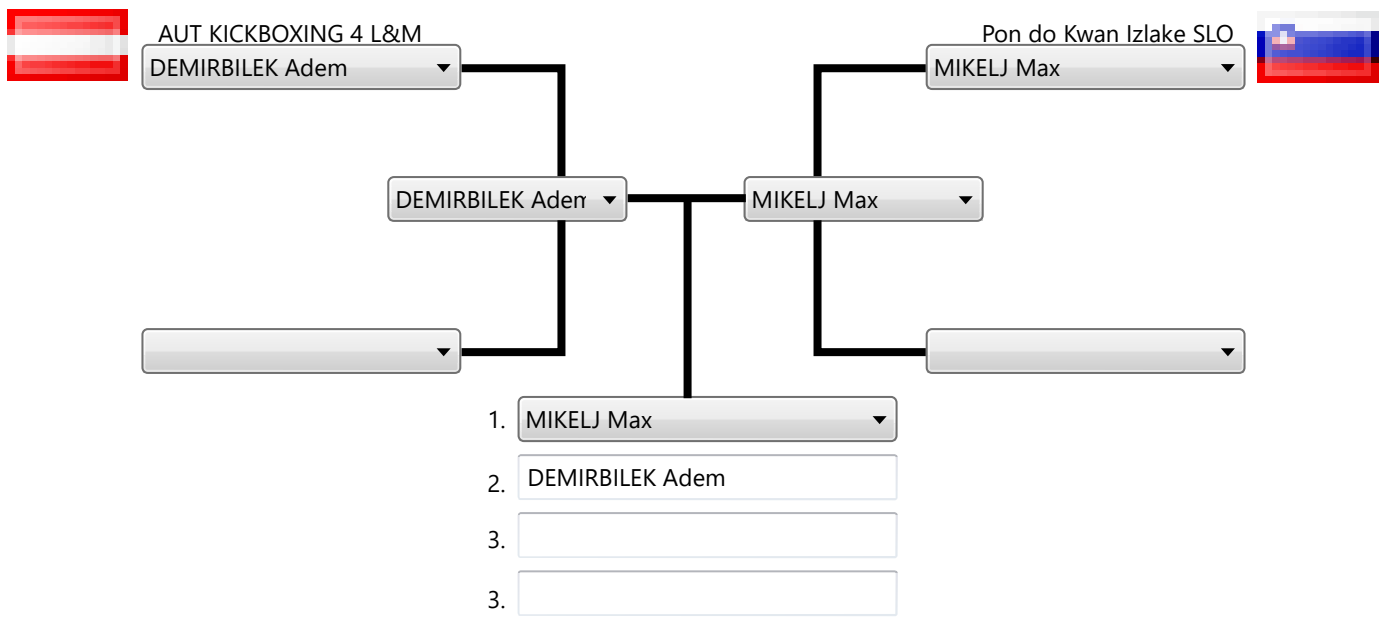 AUT KICKBOXING 4 L&M
Pon do Kwan Izlake SLO
DEMIRBILEK Adem
MIKELJ Max
DEMIRBILEK Adem
MIKELJ Max
1. MIKELJ Max
2. DEMIRBILEK Adem
3.
3.